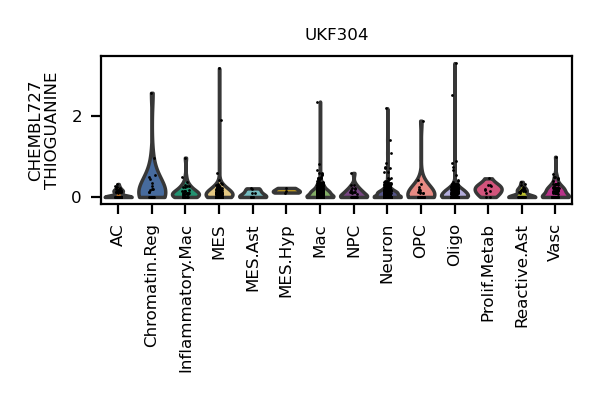 UKF304
CHEMBL727
THIOGUANINE
2
0
AC
Chromatin.Reg
Inflammatory.Mac
MES
MES.Ast
MES.Hyp
Mac
NPC
Neuron
OPC
Oligo
Prolif.Metab
Reactive.Ast
Vasc